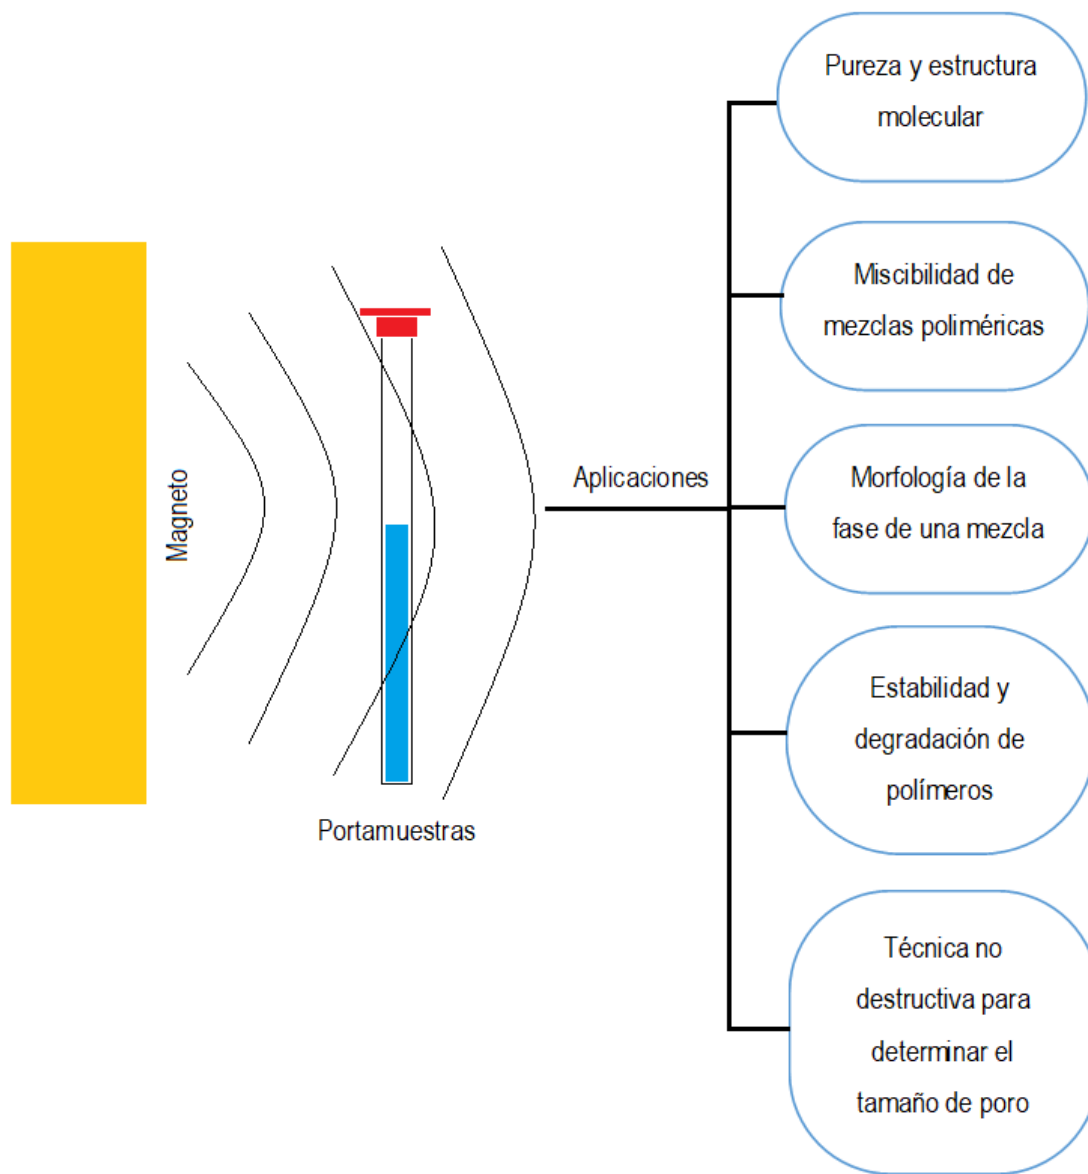 Magneto
Portamuestras
Aplicaciones
Pureza y estructura
molecular
Miscibilidad de
mezclas poliméricas
Morfología de la
fase de una mezcla
Estabilidad y
degradación de
polímeros
Técnica no
destructiva para
determinar el
tamaño de poro